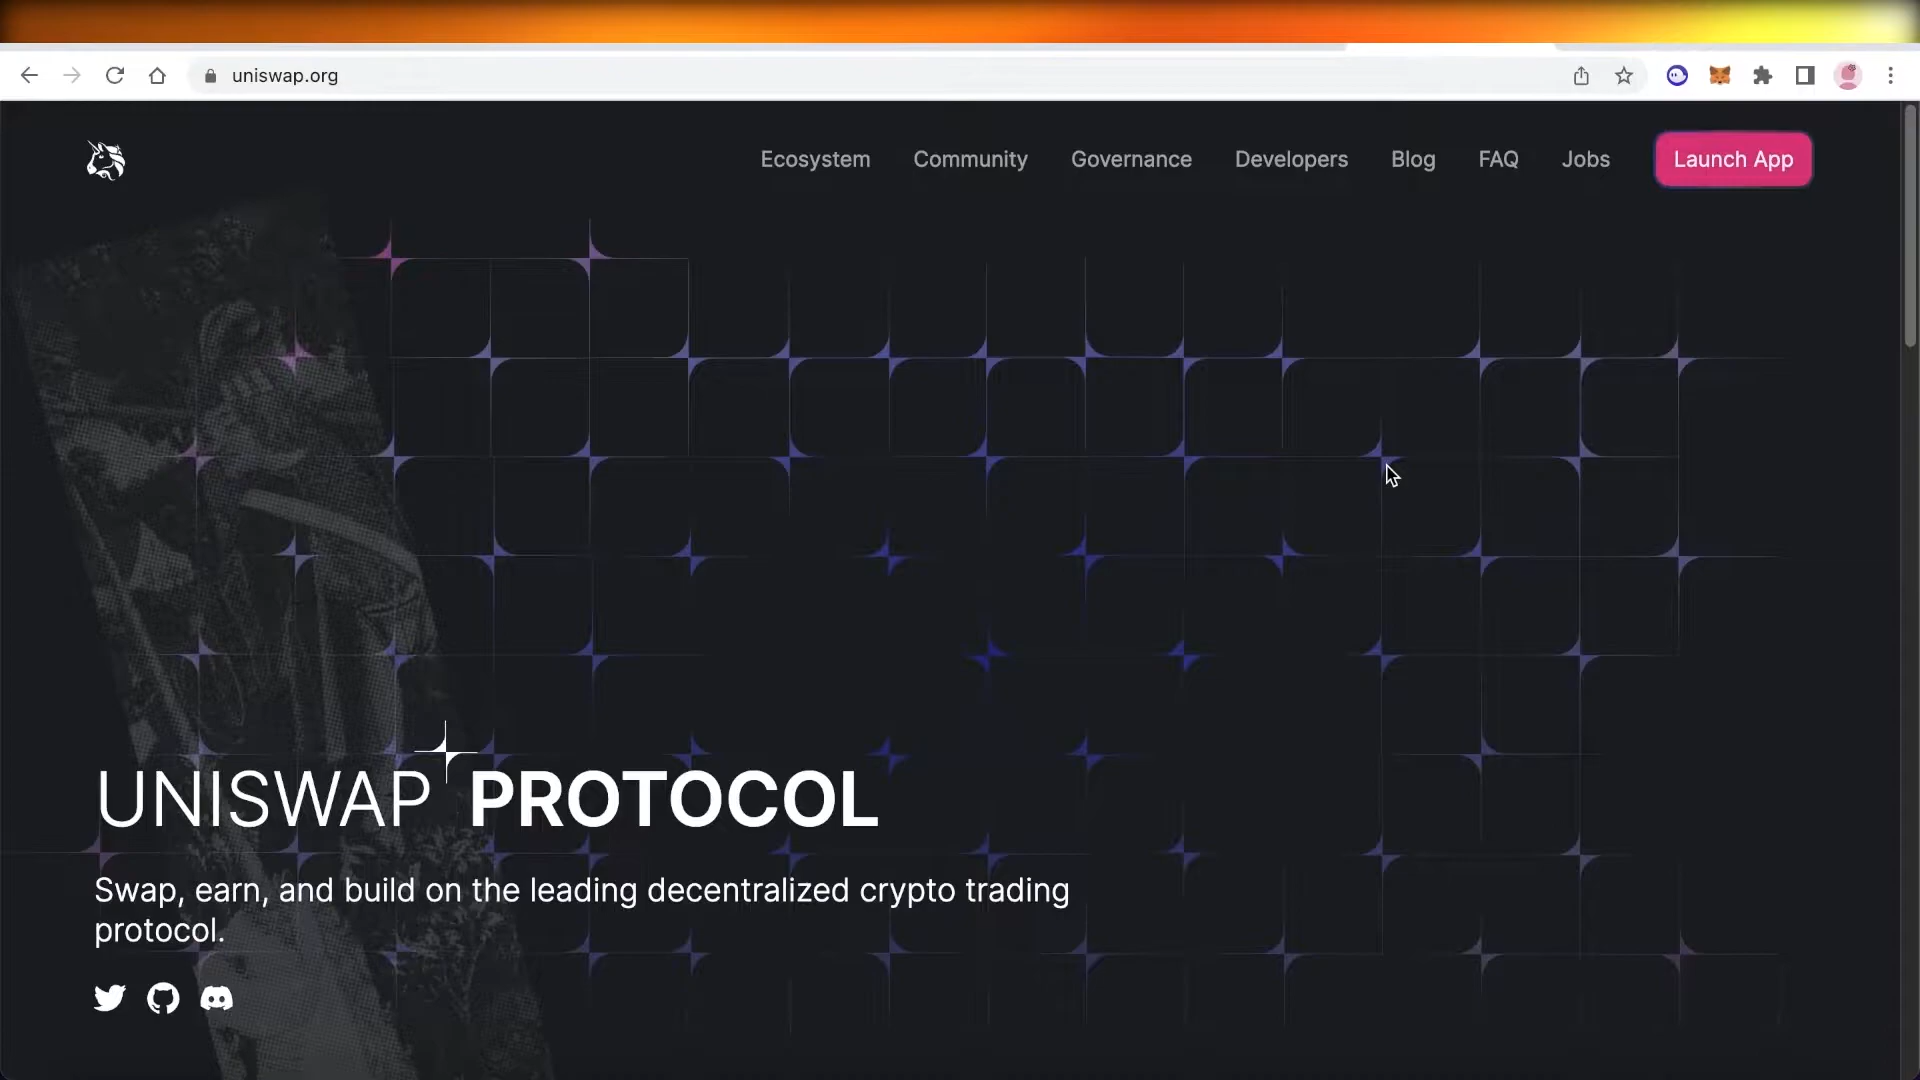 uniswap.org
Ecosystem Community Governance Developers Blog FAQ Jobs Launch App
UNISWAP PROTOCOL
Swap, earn, and build on the leading decentralized crypto trading
protocol.